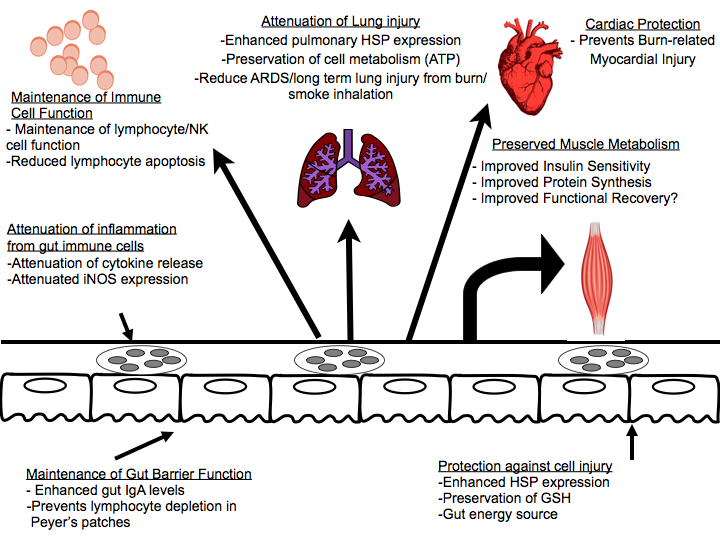 Attenuation of Lung injury
-Enhanced pulmonary HSP expression
-Preservation of cell metabolism (ATP)
-Reduce ARDS/long term lung injury from burn/
smoke inhalation
Cardiac Protection
- Prevents Burn-related
Myocardial Injury
Maintenance of Immune
Cell Function
- Maintenance of lymphocyte/NK
cell function
-Reduced lymphocyte apoptosis
Preserved Muscle Metabolism
- Improved Insulin Sensitivity
- Improved Protein Synthesis
- Improved Functional Recovery?
Attenuation of inflammation
from gut immune cells
-Attenuation of cytokine release
-Attenuated iNOS expression
Maintenance of Gut Barrier Function
- Enhanced gut IgA levels
-Prevents lymphocyte depletion in
Peyer's patches
Protection against cell injury
-Enhanced HSP expression
-Preservation of GSH
-Gut energy source